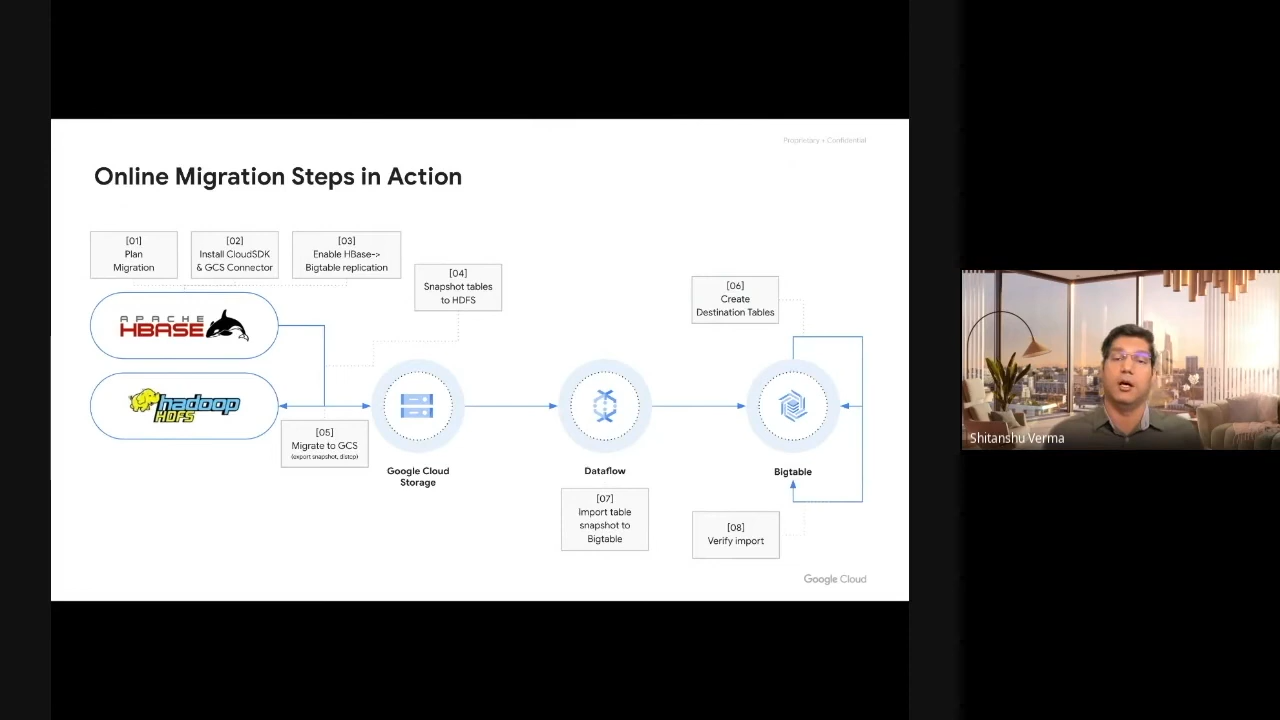 Proprietary + Confidential
Online Migration Steps in Action
[01]
Plan
Migration
[02]
Install CloudSDK
& GCS Connector
[03]
Enable HBase->
Bigtable replication
[04]
Snapshot tables
to HDFS
[06]
Create
Destination Tables
APACHE
HBASE
hadoop
HDFS
[05]
Migrate to GCS
(export snapshot, distcp)
Google Cloud
Storage
Dataflow
Bigtable
[07]
Import table
snapshot to
Bigtable
[08]
Verify import
Google Cloud
Shitanshu Verma